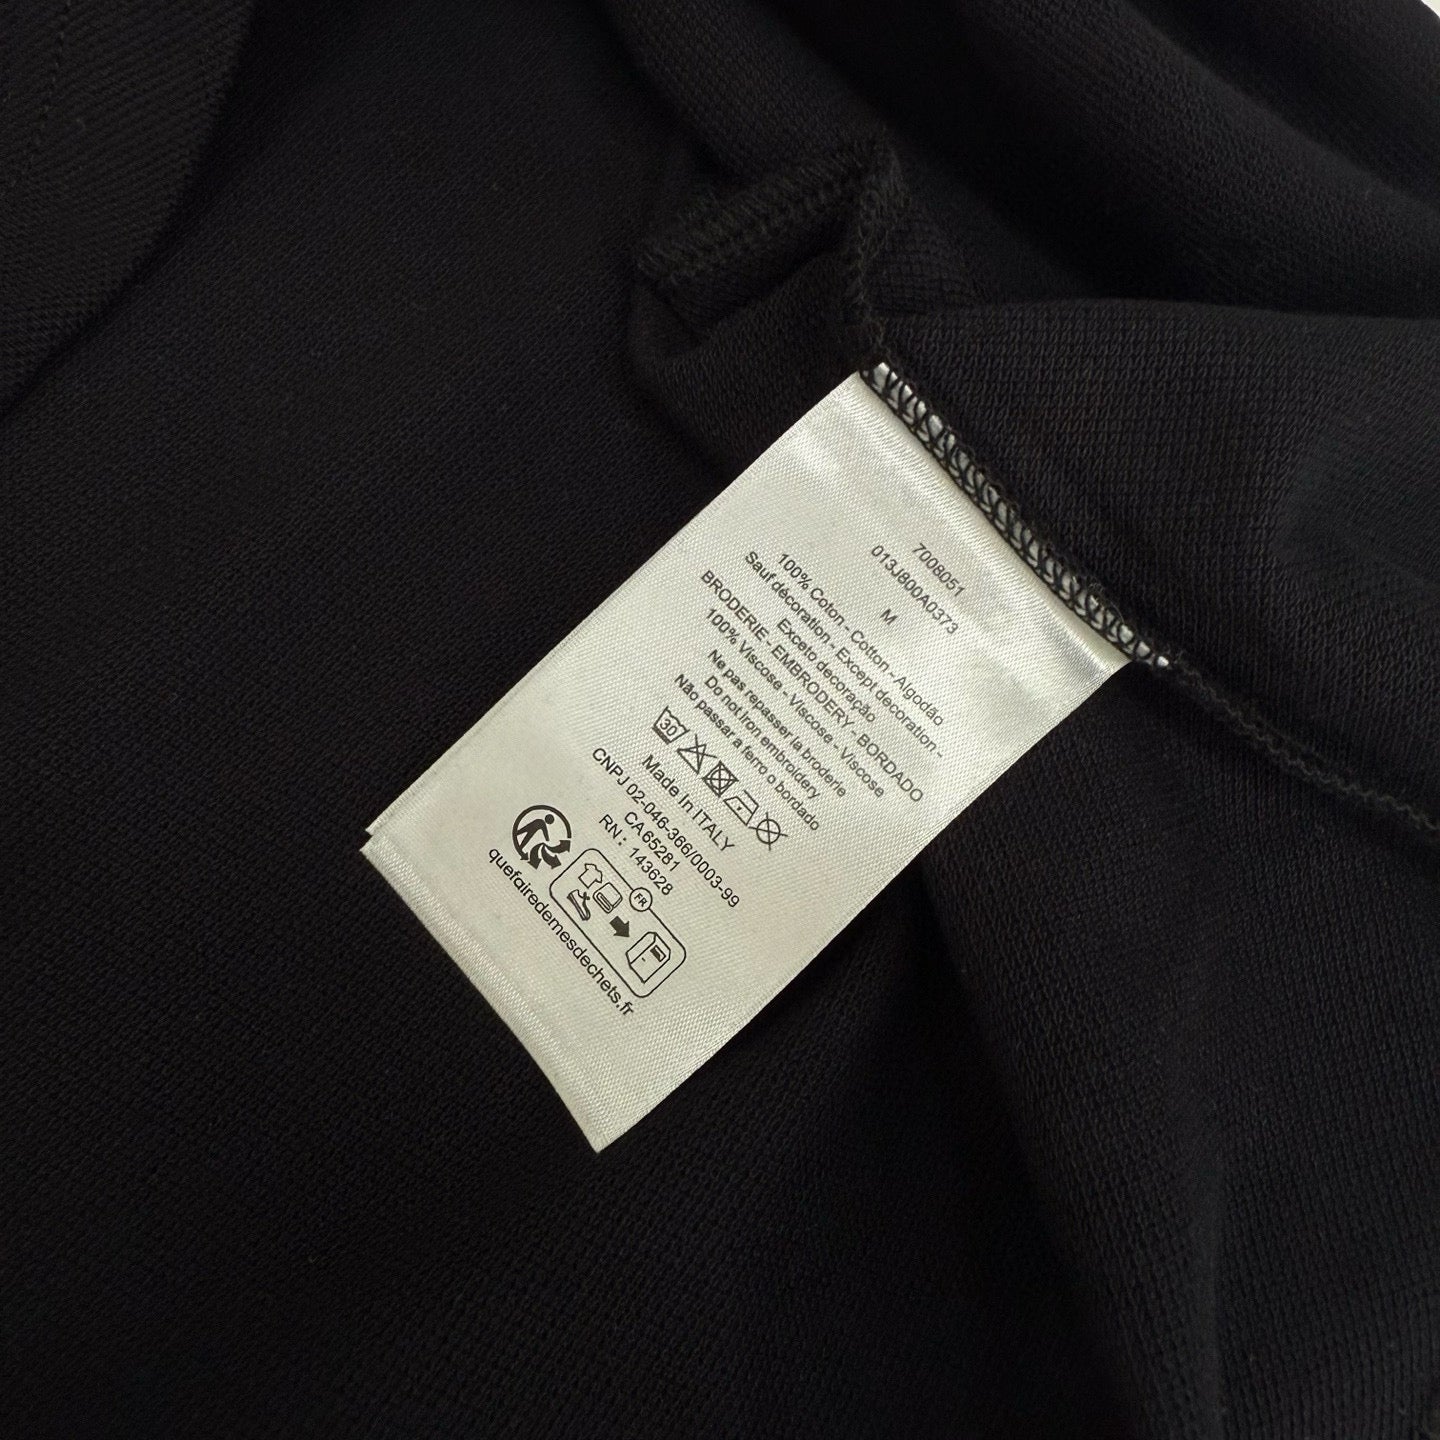 7008051
013J800A0373
M
100% Coton - Cotton - Algodão
Sauf décoration - Except decoration -
Exceto decoração
BRODERIE - EMBRODERY - BORDADO
100% Viscose - Viscose - Viscose
Ne pas repasser la broderie
Do not Iron embroidery
Não passar a ferro o bordado
30
Made In ITALY
CNPJ 02-046-366/0003-99
CA 65281
RN : 143628
FR
quefairedemesdechets.fr